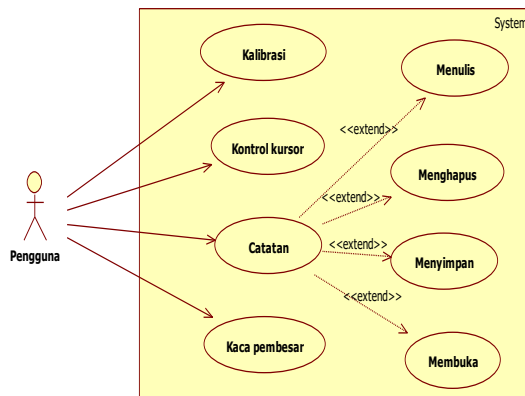 System
Kalibrasi
Menulis
<<extend>>
Kontrol kursor
Menghapus
<<extend>>
Pengguna
Catatan
<<extend>>
Menyimpan
<<extend>>
Kaca pembesar
Membuka